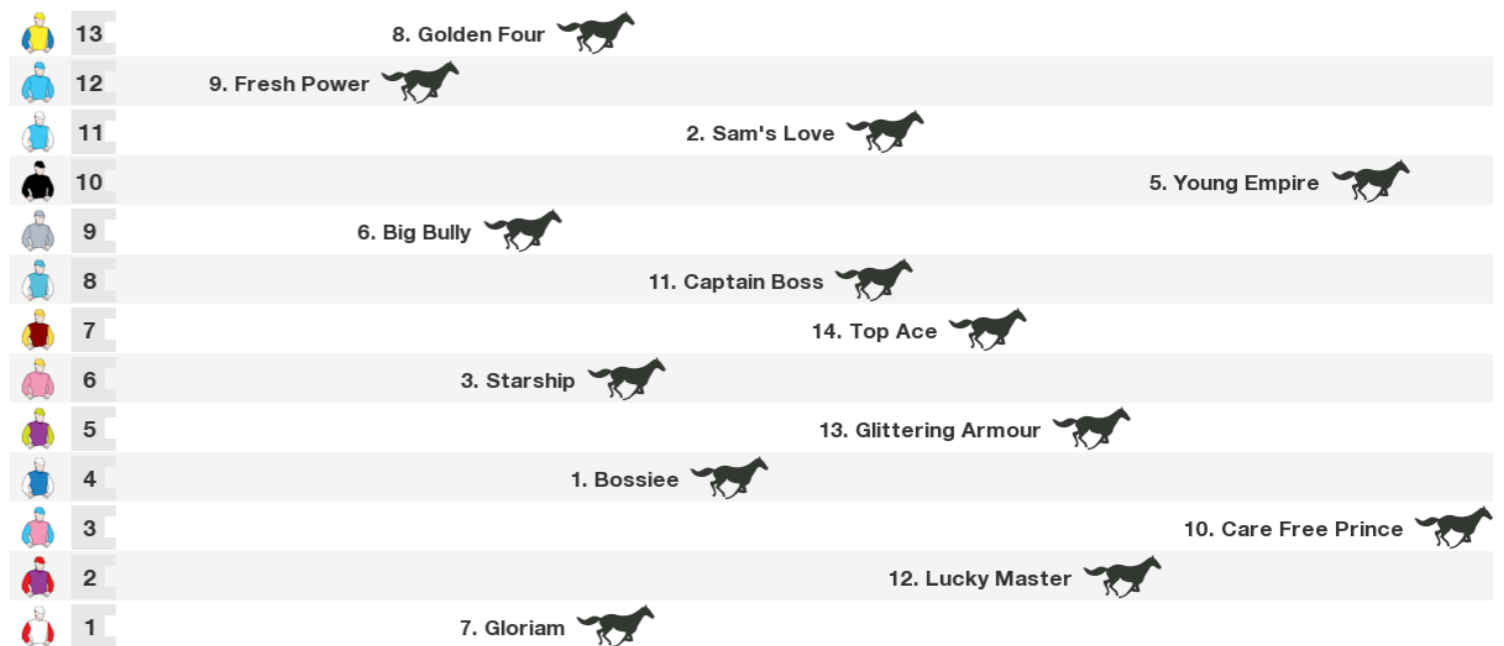 13 8. Golden Four
12 9. Fresh Power
11 2. Sam's Love
10 5. Young Empire
9 6. Big Bully
8 11. Captain Boss
7 14. Top Ace
6 3. Starship
5 13. Glittering Armour
4 1. Bossiee
3 10. Care Free Prince
2 12. Lucky Master
1 7. Gloriam